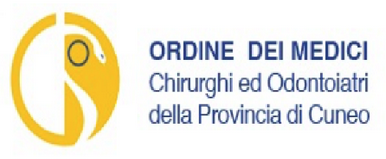 ORDINE DEI MEDICI
Chirurghi ed Odontoiatri
della Provincia di Cuneo